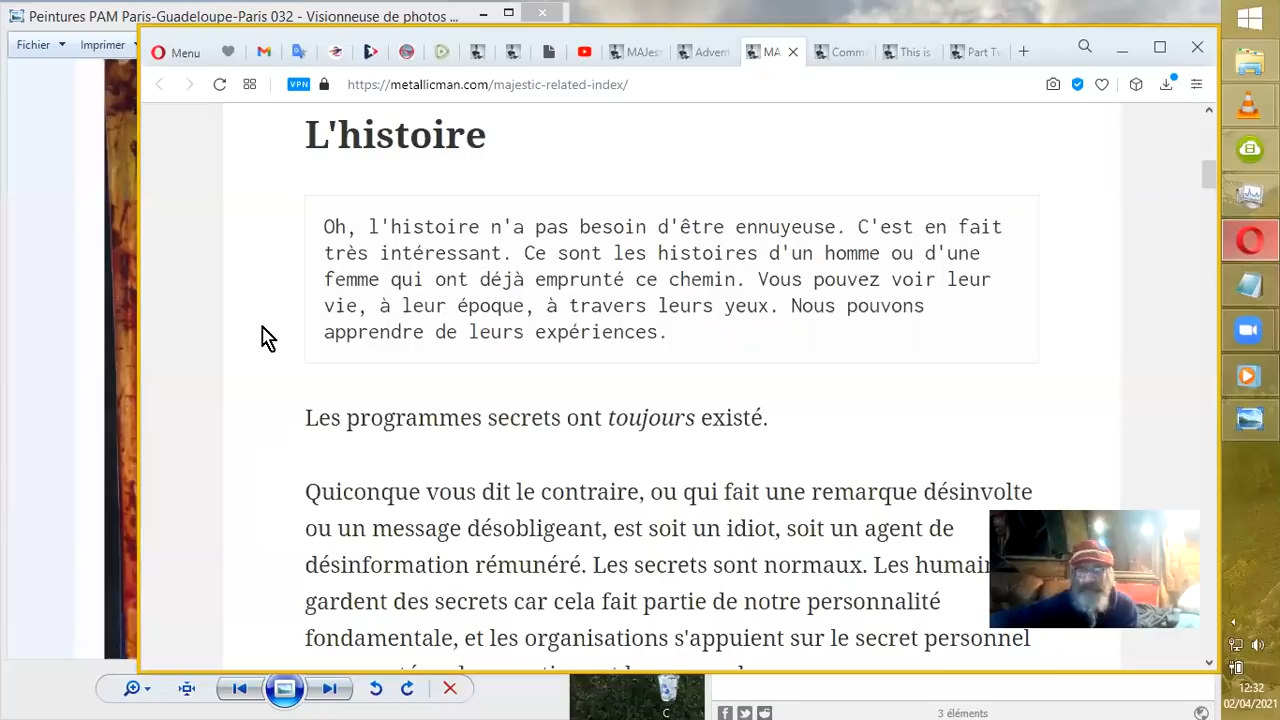 Peintures PAM Paris-Guadeloupe-Paris 032 - Visionneuse de photos ...
Fichier
Imprimer
Menu
MAJest
Advent
MA
Comm
This is
Part Tv
VPN
https://metallicman.com/majestic-related-index/
L'histoire
Oh, l'histoire n'a pas besoin d'être ennuyeuse. C'est en fait
très intéressant. Ce sont les histoires d'un homme ou d'une
femme qui ont déjà emprunté ce chemin. Vous pouvez voir leur
vie, à leur époque, à travers leurs yeux. Nous pouvons
apprendre de leurs expériences.
Les programmes secrets ont toujours existé.
Quiconque vous dit le contraire, ou qui fait une remarque désinvolte
ou un message désobligeant, est soit un idiot, soit un agent de
désinformation rémunéré. Les secrets sont normaux. Les humain
gardent des secrets car cela fait partie de notre personnalité
fondamentale, et les organisations s'appuient sur le secret personnel
C
3 éléments
12:32
02/04/2021